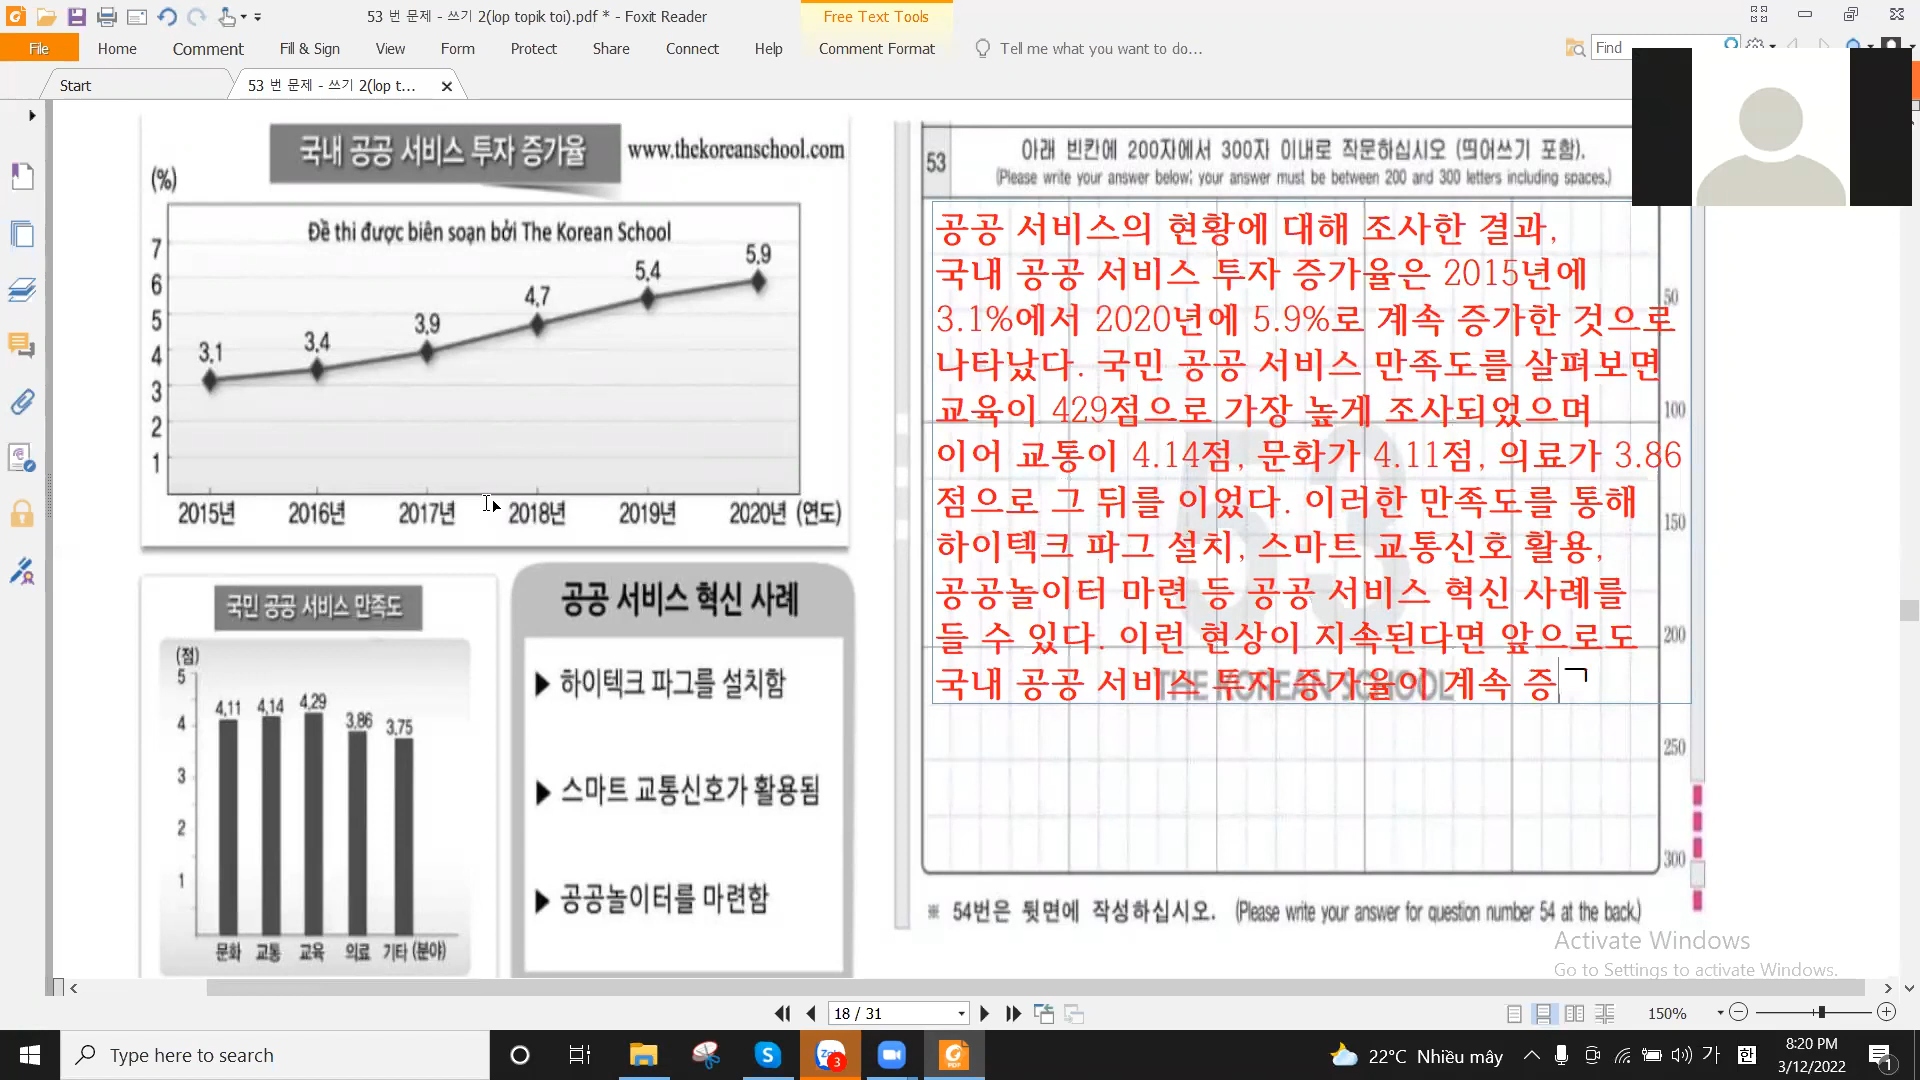 53 번 문제 - 쓰기 2(lop topik toi).pdf * - Foxit Reader
Free Text Tools
File Home Comment Fill & Sign View Form Protect Share Connect Help Comment Format Tell me what you want to do... Find
Start 53 번 문제 - 쓰기 2(lop t...
국내 공공 서비스 투자 증가율 www.thekoreanschool.com
(%)
Đề thi được biên soạn bởi The Korean School
7
6
5
4
3
2
1
3,1 3,4 3,9 4,7 5,4 5,9
2015년 2016년 2017년 2018년 2019년 2020년 (연도)
국민 공공 서비스 만족도
(점)
5
4
3
2
1
4,11 4,14 4,29 3,86 3,75
문화 교통 교육 의료 기타 (분야)
공공 서비스 혁신 사례
▶ 하이텍크 파그를 설치함
▶ 스마트 교통신호가 활용됨
▶ 공공놀이터를 마련함
53 아래 빈칸에 200자에서 300자 이내로 작문하십시오 (띄어쓰기 포함).
(Please write your answer below; your answer must be between 200 and 300 letters including spaces.)
공공 서비스의 현황에 대해 조사한 결과,
국내 공공 서비스 투자 증가율은 2015년에
3.1%에서 2020년에 5.9%로 계속 증가한 것으로
나타났다. 국민 공공 서비스 만족도를 살펴보면
교육이 429점으로 가장 높게 조사되었으며
이어 교통이 4.14점, 문화가 4.11점, 의료가 3.86
점으로 그 뒤를 이었다. 이러한 만족도를 통해
하이텍크 파그 설치, 스마트 교통신호 활용,
공공놀이터 마련 등 공공 서비스 혁신 사례를
들 수 있다. 이런 현상이 지속된다면 앞으로도
국내 공공 서비스 투자 증가율이 계속 증ㄱ
50
100
150
200
250
300
53
THE KOREAN SCHOOL
※ 54번은 뒷면에 작성하십시오. (Please write your answer for question number 54 at the back.)
Activate Windows
Go to Settings to activate Windows.
18 / 31
150%
Type here to search
3
22°C Nhiều mây
가 한
8:20 PM
3/12/2022
1